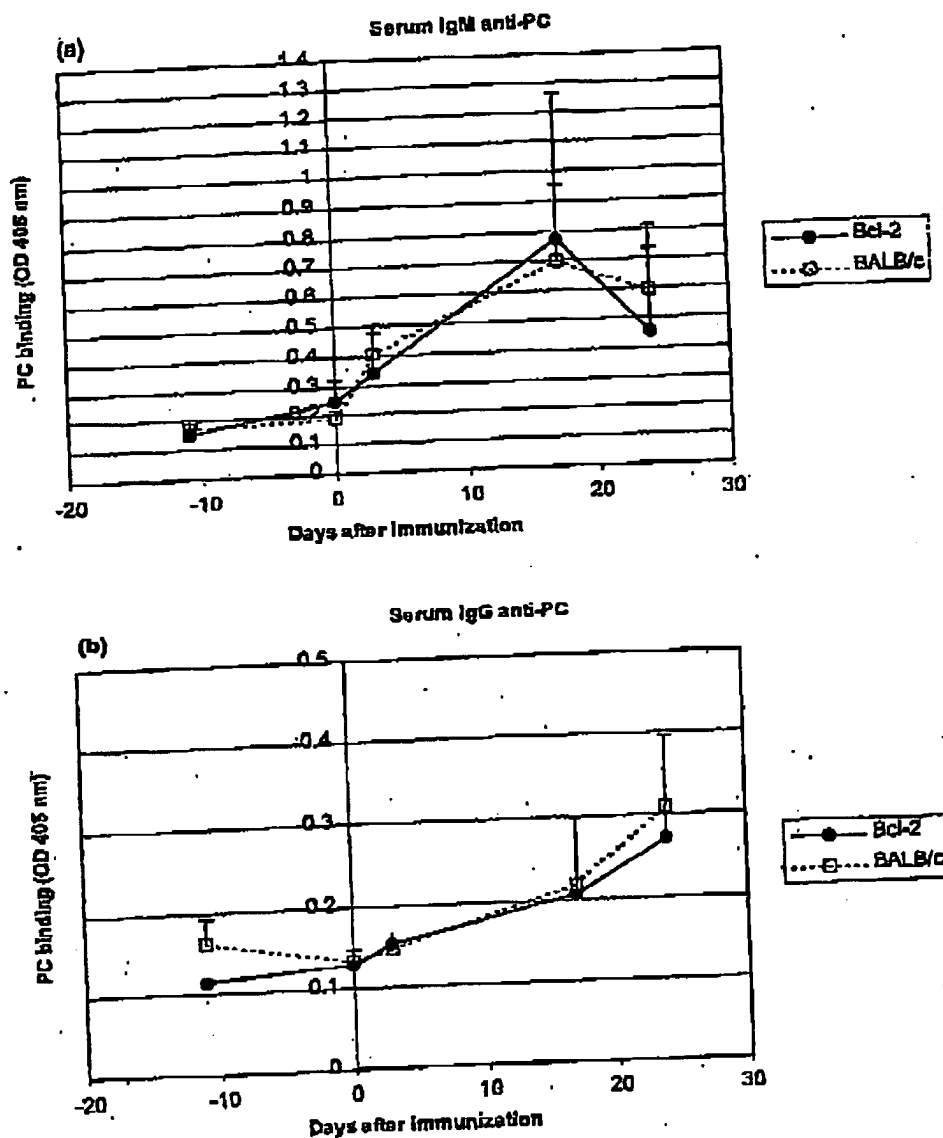 Serum IgM anti-PC
(a)
1.4
1.3
1.2
1.1
1
0.9
0.8
0.7
0.6
0.5
0.4
0.3
0.2
0.1
0
PC binding (OD 405 nm)
-20 -10 0 10 20 30
Days after immunization
Bcl-2
BALB/c
Serum IgG anti-PC
(b)
0.5
0.4
0.3
0.2
0.1
0
PC binding (OD 405 nm)
-20 -10 0 10 20 30
Days after immunization
Bcl-2
BALB/c